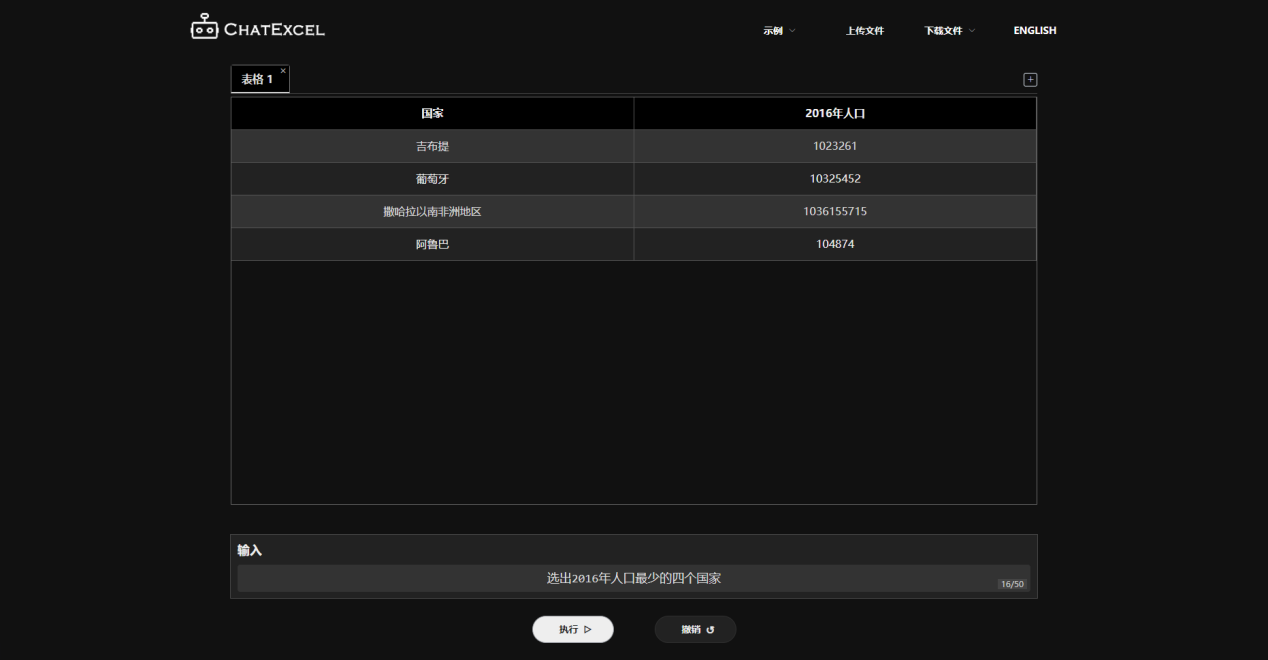 CHATEXCEL
示例 上传文件 下载文件 ENGLISH
表格 1
国家 2016年人口
吉布提 1023261
葡萄牙 10325452
撒哈拉以南非洲地区 1036155715
阿鲁巴 104874
输入
选出2016年人口最少的四个国家
16/50
执行 撤销